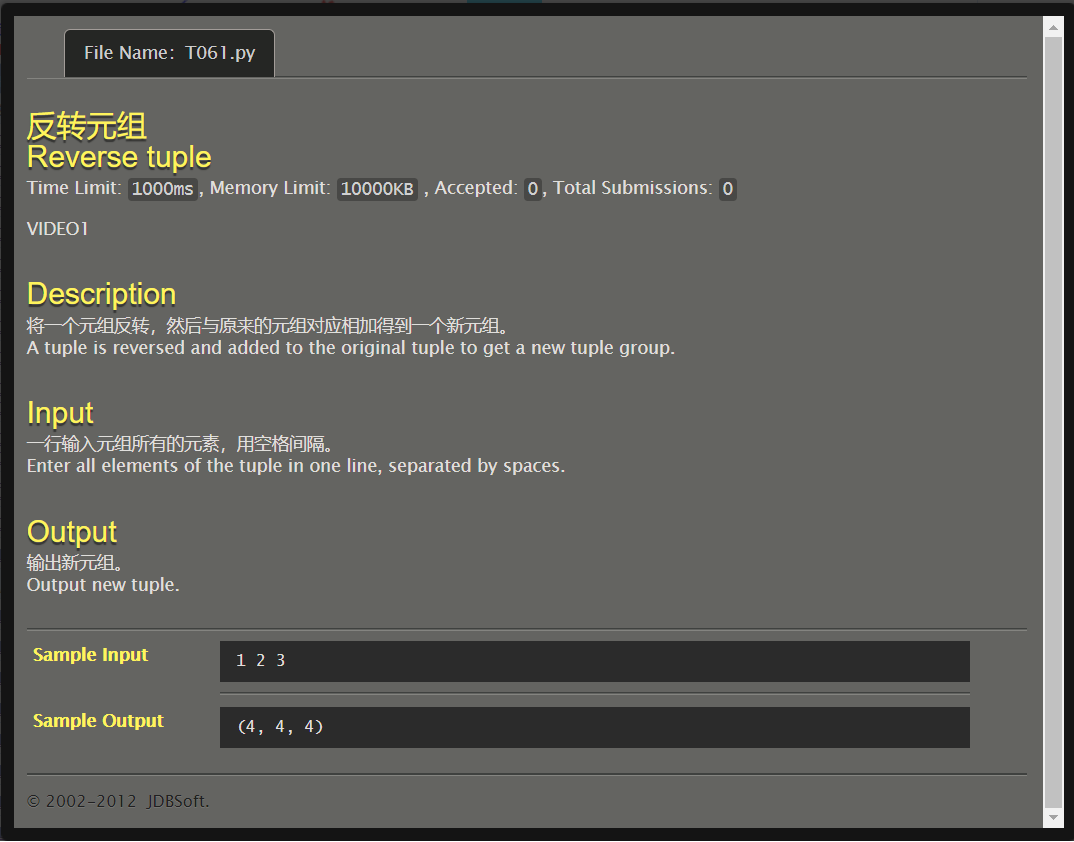 File Name: T061.py
反转元组
Reverse tuple
Time Limit: 1000ms, Memory Limit: 10000KB , Accepted: 0, Total Submissions: 0
VIDEO1
Description
将一个元组反转，然后与原来的元组对应相加得到一个新元组。
A tuple is reversed and added to the original tuple to get a new tuple group.
Input
一行输入元组所有的元素，用空格间隔。
Enter all elements of the tuple in one line, separated by spaces.
Output
输出新元组。
Output new tuple.
Sample Input
1 2 3
Sample Output
(4, 4, 4)
© 2002-2012 JDBSoft.